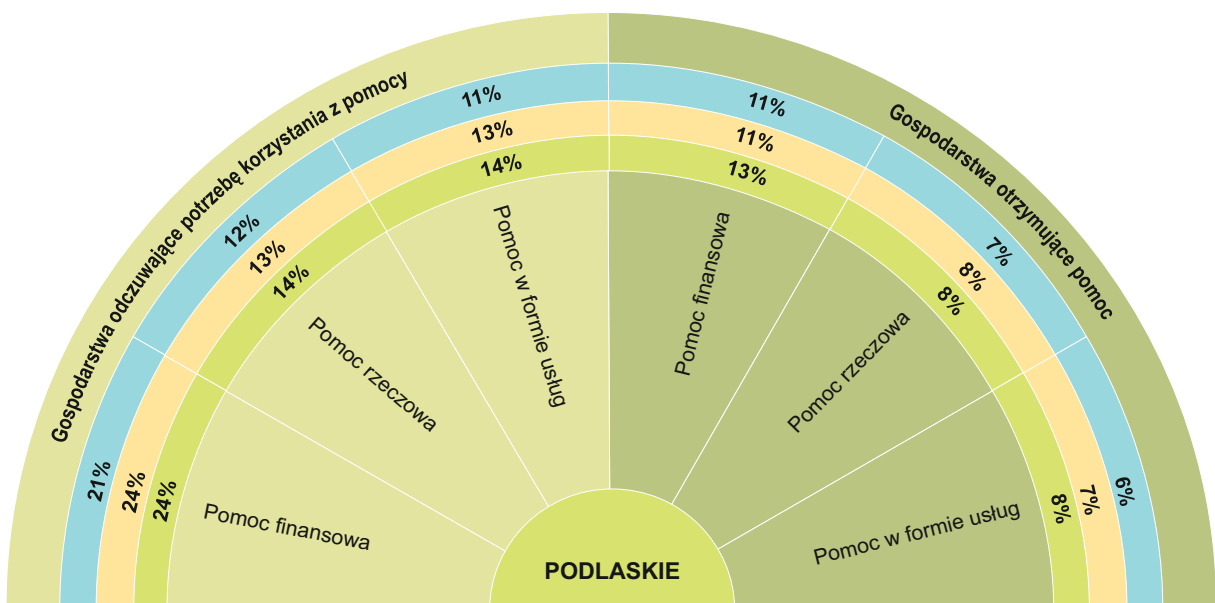 Gospodarstwa odczuwające potrzebę korzystania z pomocy
Gospodarstwa otrzymujące pomoc
21%
12%
11%
11%
7%
6%
24%
13%
13%
11%
8%
7%
24%
14%
14%
13%
8%
8%
Pomoc finansowa
Pomoc rzeczowa
Pomoc w formie usług
Pomoc finansowa
Pomoc rzeczowa
Pomoc w formie usług
PODLASKIE